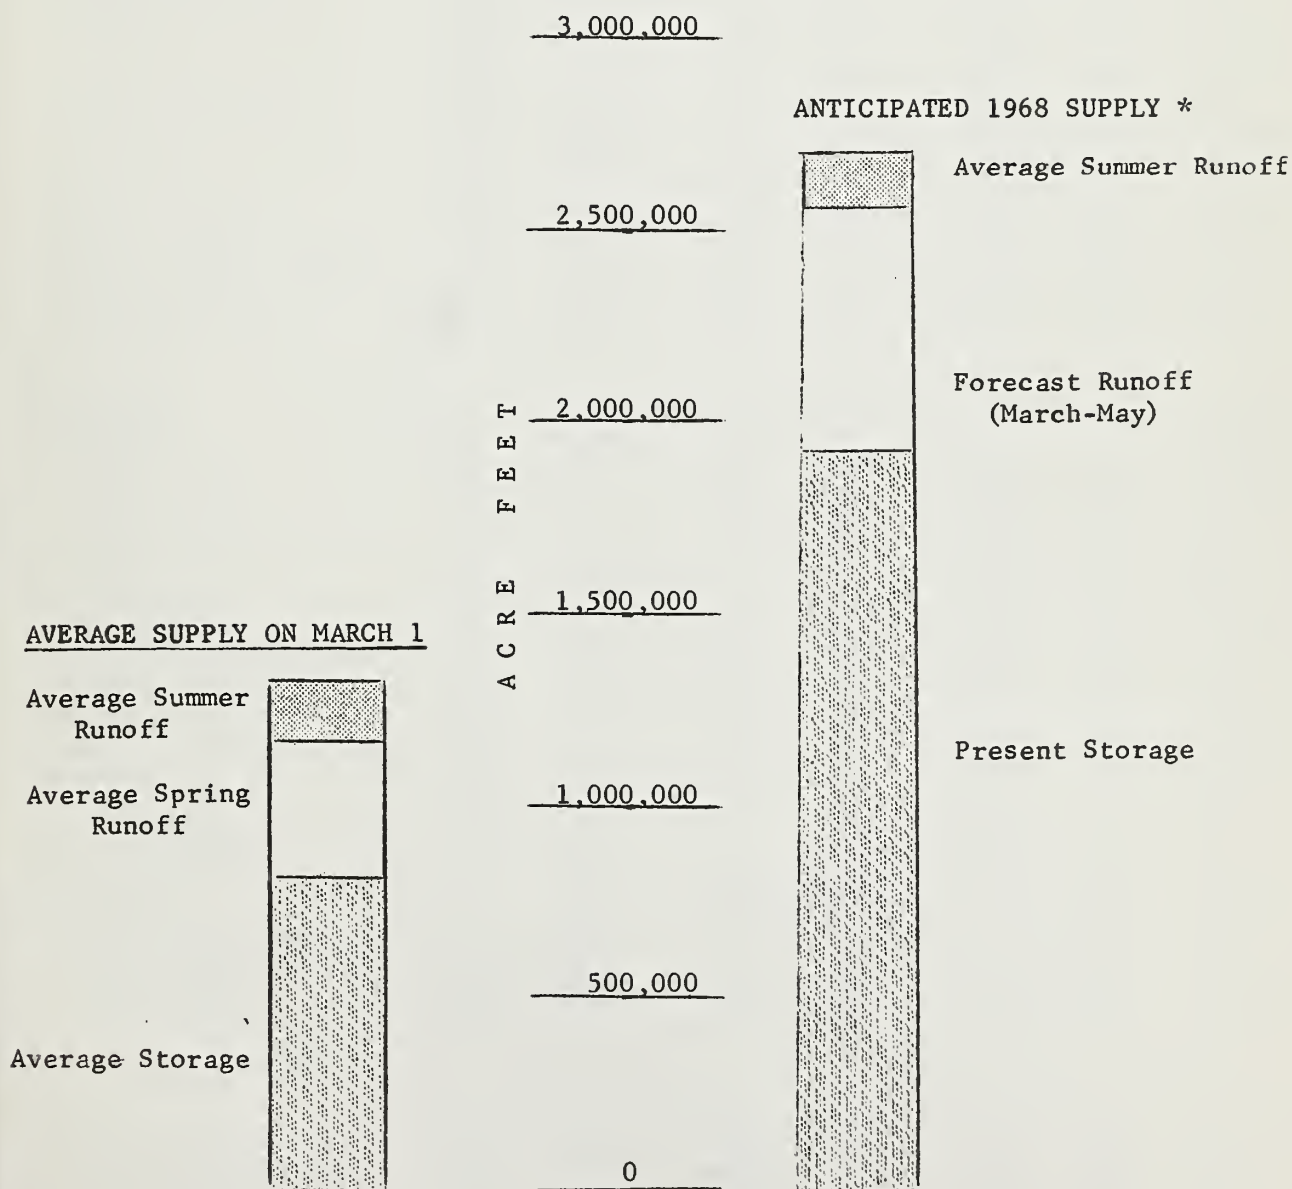 3,000,000
ANTICIPATED 1968 SUPPLY *
Average Summer Runoff
2,500,000
Forecast Runoff
(March-May)
2,000,000
ACRE FEET
1,500,000
AVERAGE SUPPLY ON MARCH 1
Average Summer
Runoff
Present Storage
Average Spring
Runoff
1,000,000
500,000
Average Storage
0